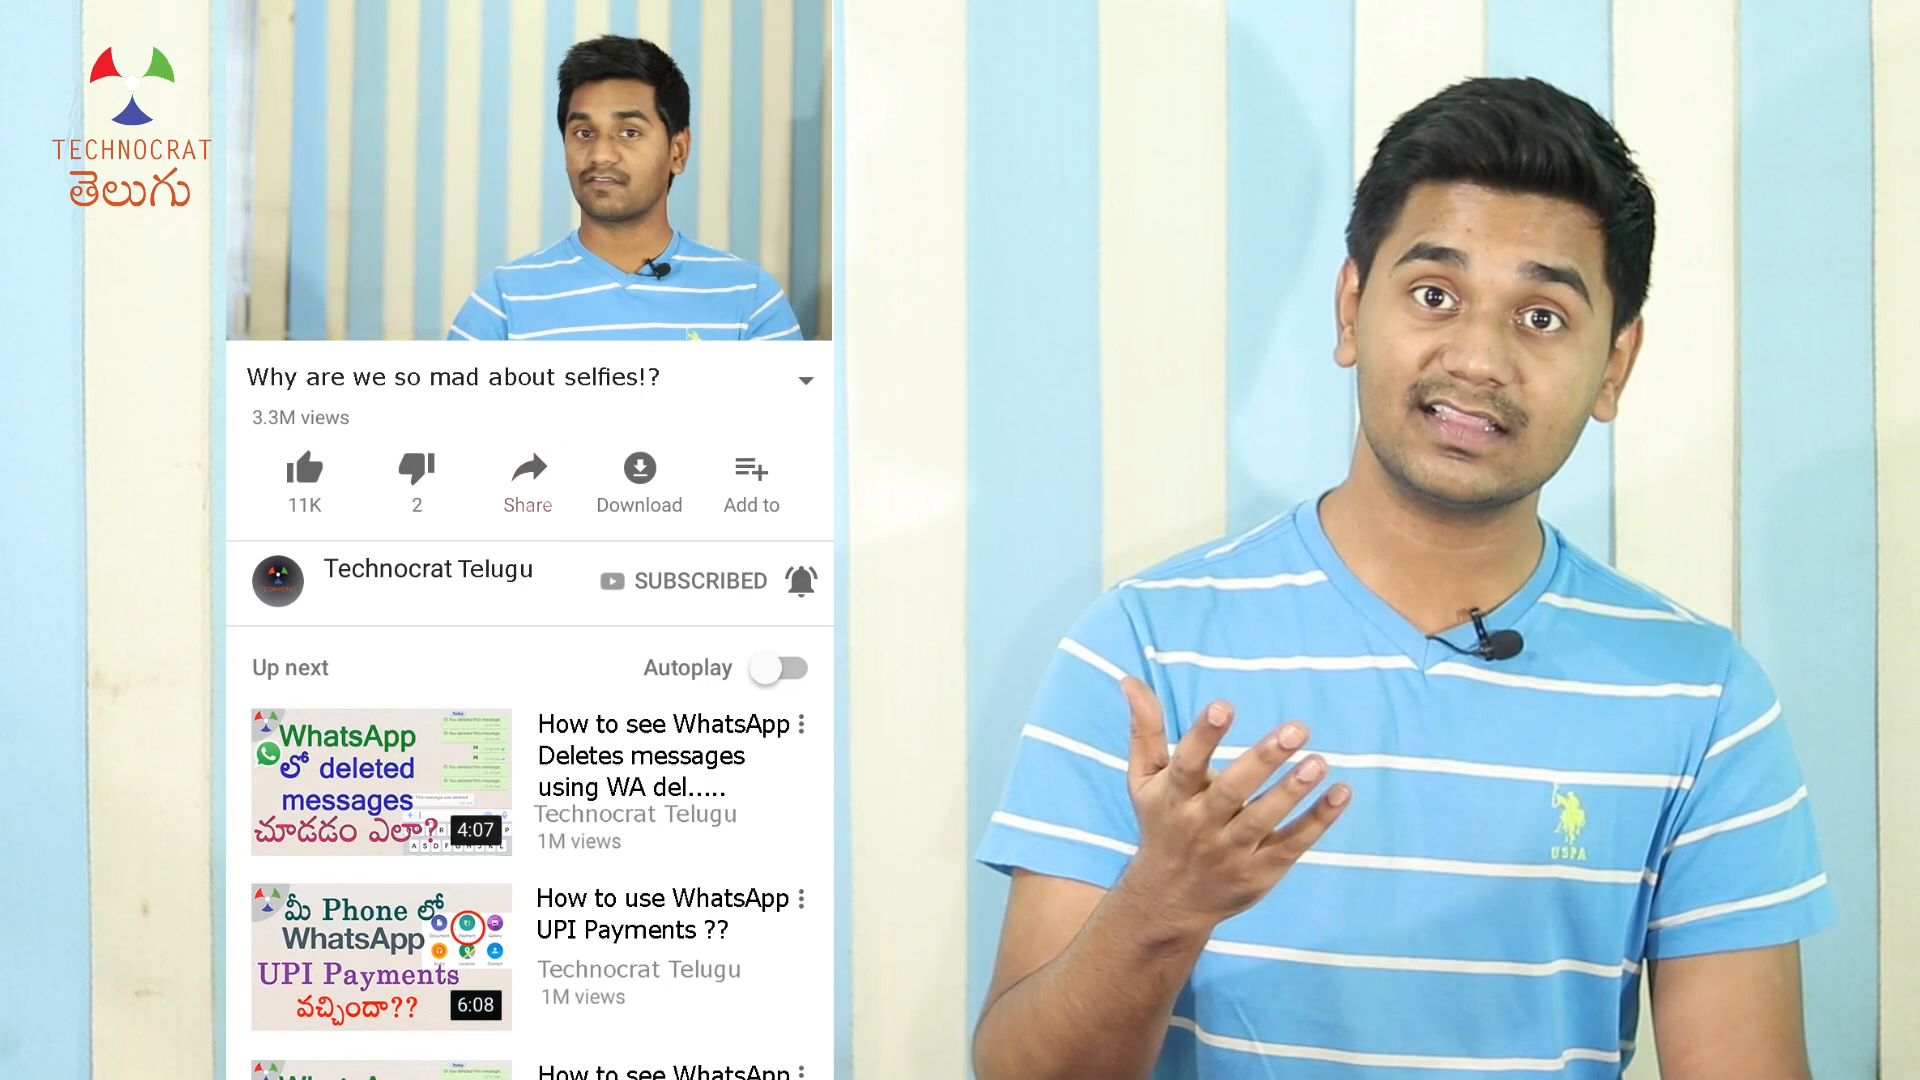 TECHNOCRAT
తెలుగు
Why are we so mad about selfies!?
3.3M views
11K
2
Share
Download
Add to
Technocrat Telugu
SUBSCRIBED
Up next
Autoplay
WhatsApp
లో deleted
messages
చూడడం ఎలా?
4:07
How to see WhatsApp
Deletes messages
using WA del.....
Technocrat Telugu
1M views
మీ Phone లో
WhatsApp
UPI Payments
వచ్చిందా??
6:08
How to use WhatsApp
UPI Payments ??
Technocrat Telugu
1M views
How to see WhatsApp
USPA